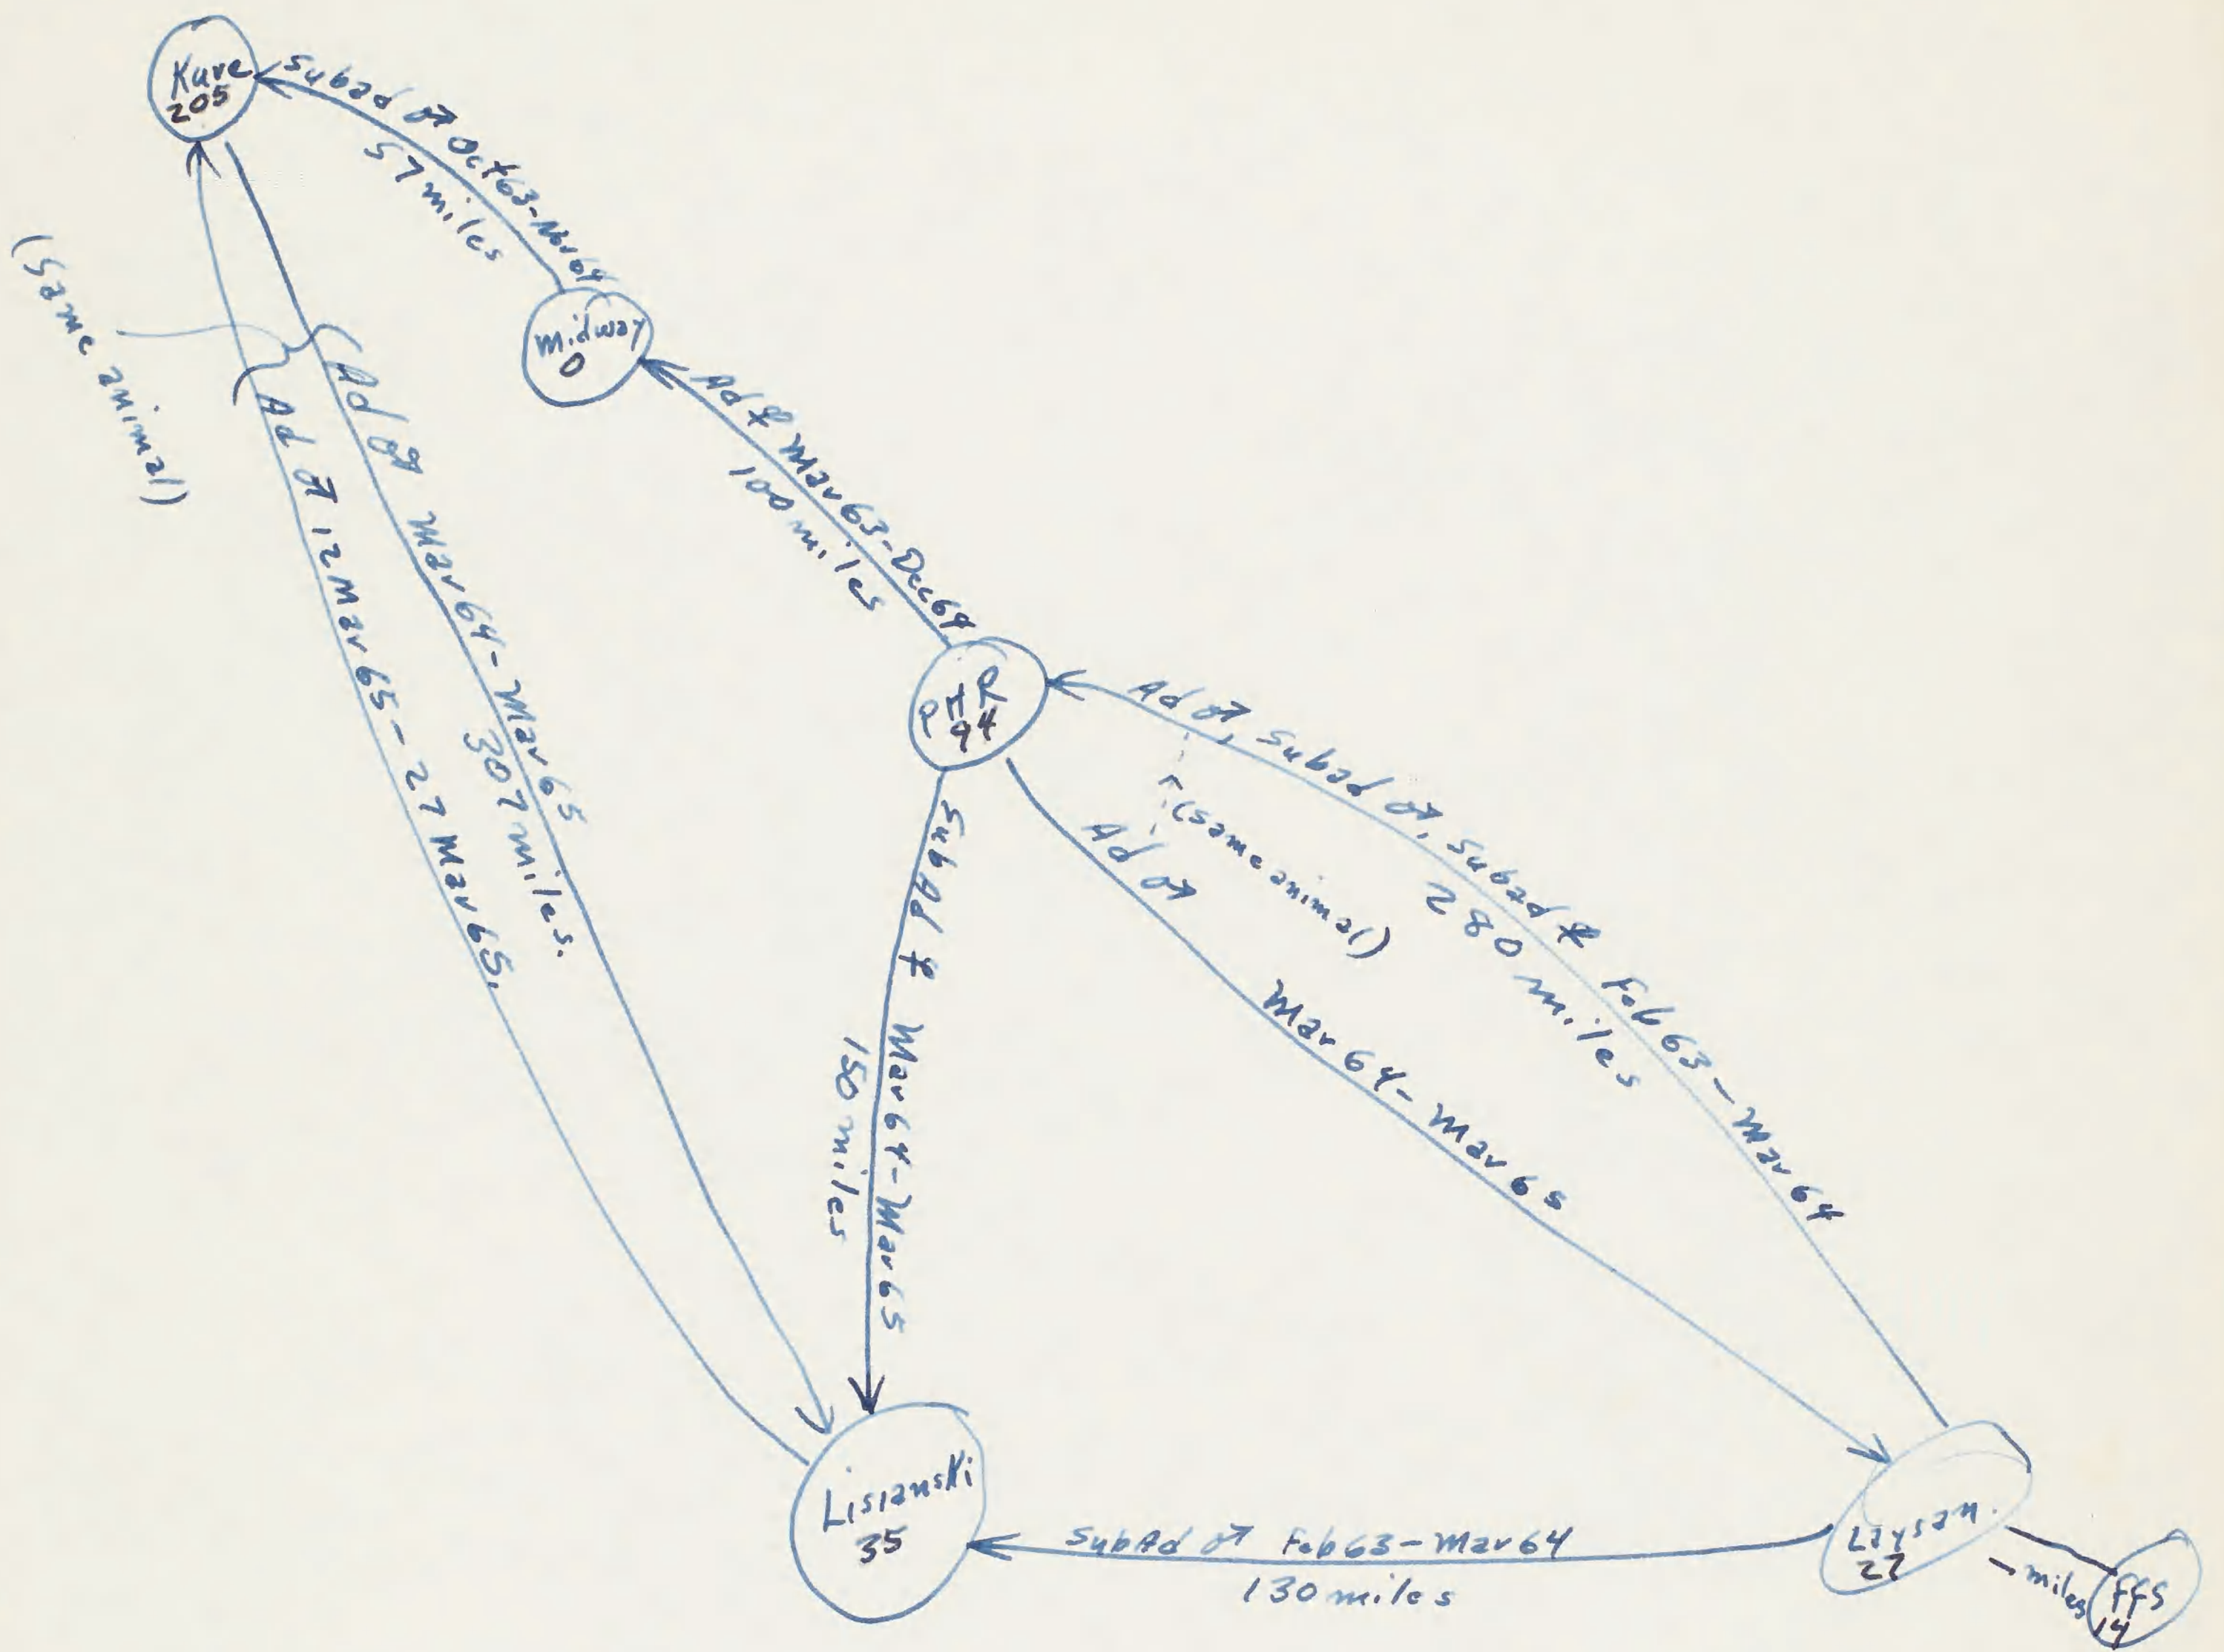 Kure
205
Subad ♂ Oct63-Nov64
57 miles
(Same animal)
Midway
0
Ad ♂ Mar64-Mar65
307 miles.
Ad ♂ 12Mar65-27Mar65.
Ad ♀ Mar63-Dec64
100 miles
P H R
94
Ad ♂, Subad ♂, Subad ♀ Feb63-Mar64
280 miles
(same animal)
Ad ♂ Mar64-Mar65
SubAd ♀ Mar64-Mar65
150 miles
Lisianski
35
SubAd ♂ Feb63-Mar64
130 miles
Laysan.
27
— miles
FFS
14